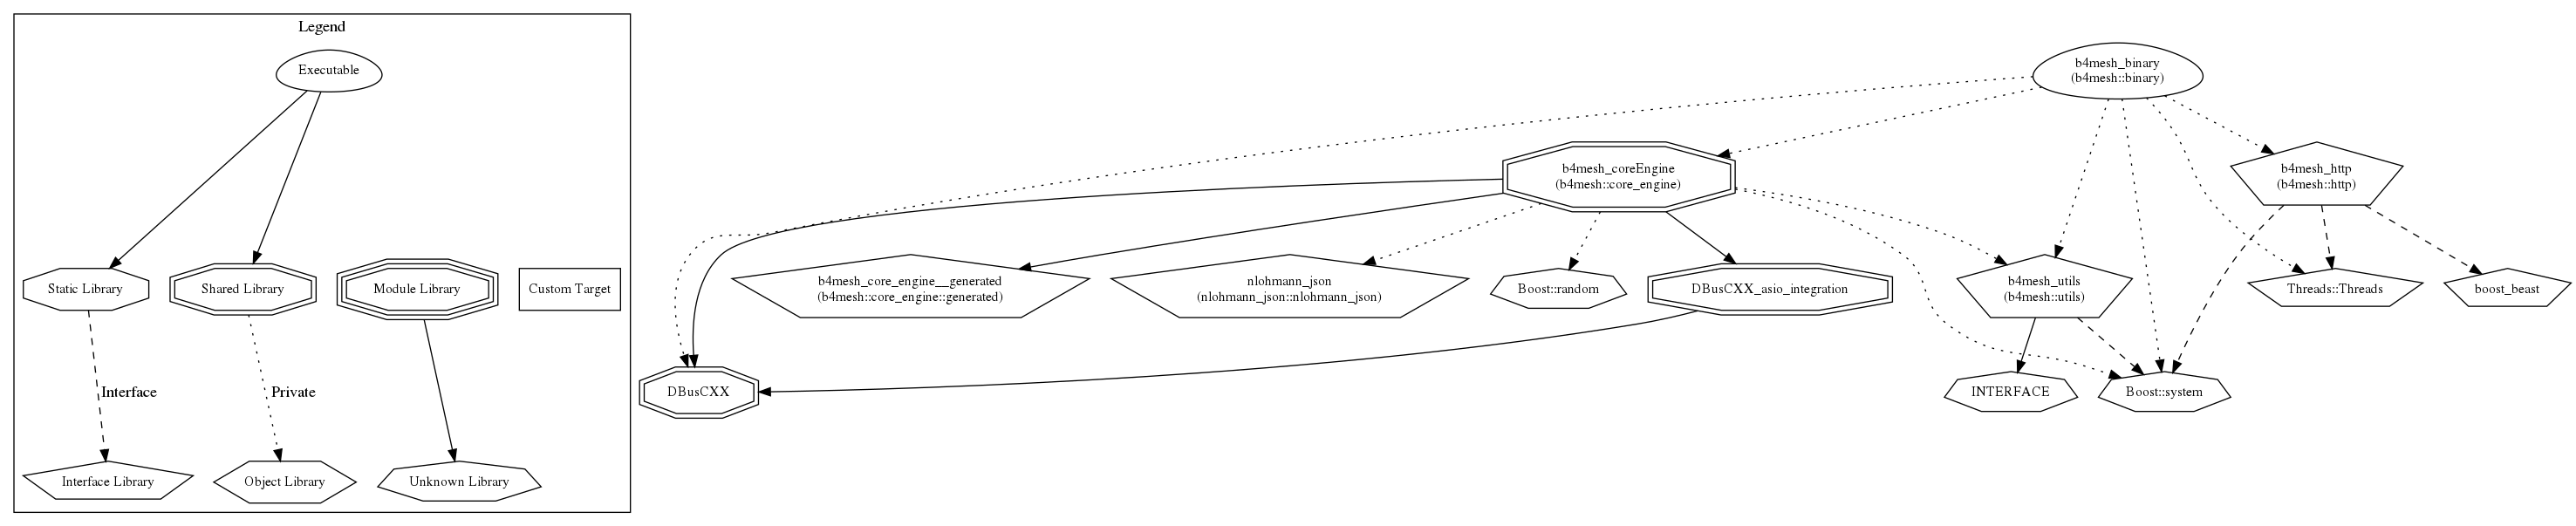 Legend
Executable
Static Library
Shared Library
Module Library
Custom Target
Interface
Private
Interface Library
Object Library
Unknown Library
b4mesh_binary
(b4mesh::binary)
b4mesh_coreEngine
(b4mesh::core_engine)
b4mesh_http
(b4mesh::http)
b4mesh_core_engine__generated
(b4mesh::core_engine::generated)
nlohmann_json
(nlohmann_json::nlohmann_json)
Boost::random
DBusCXX_asio_integration
b4mesh_utils
(b4mesh::utils)
Threads::Threads
boost_beast
DBusCXX
INTERFACE
Boost::system